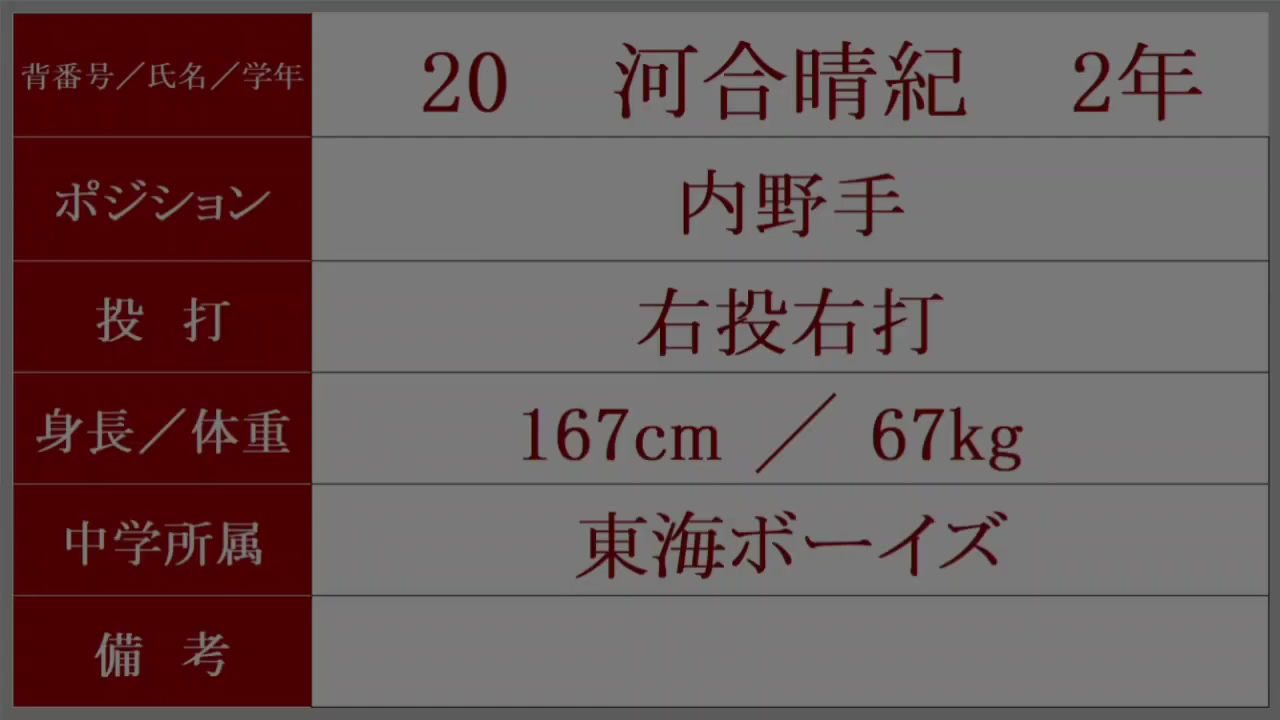 背番号／氏名／学年 20 河合晴紀 2年
ポジション 内野手
投 打 右投右打
身長／体重 167cm ／ 67kg
中学所属 東海ボーイズ
備 考